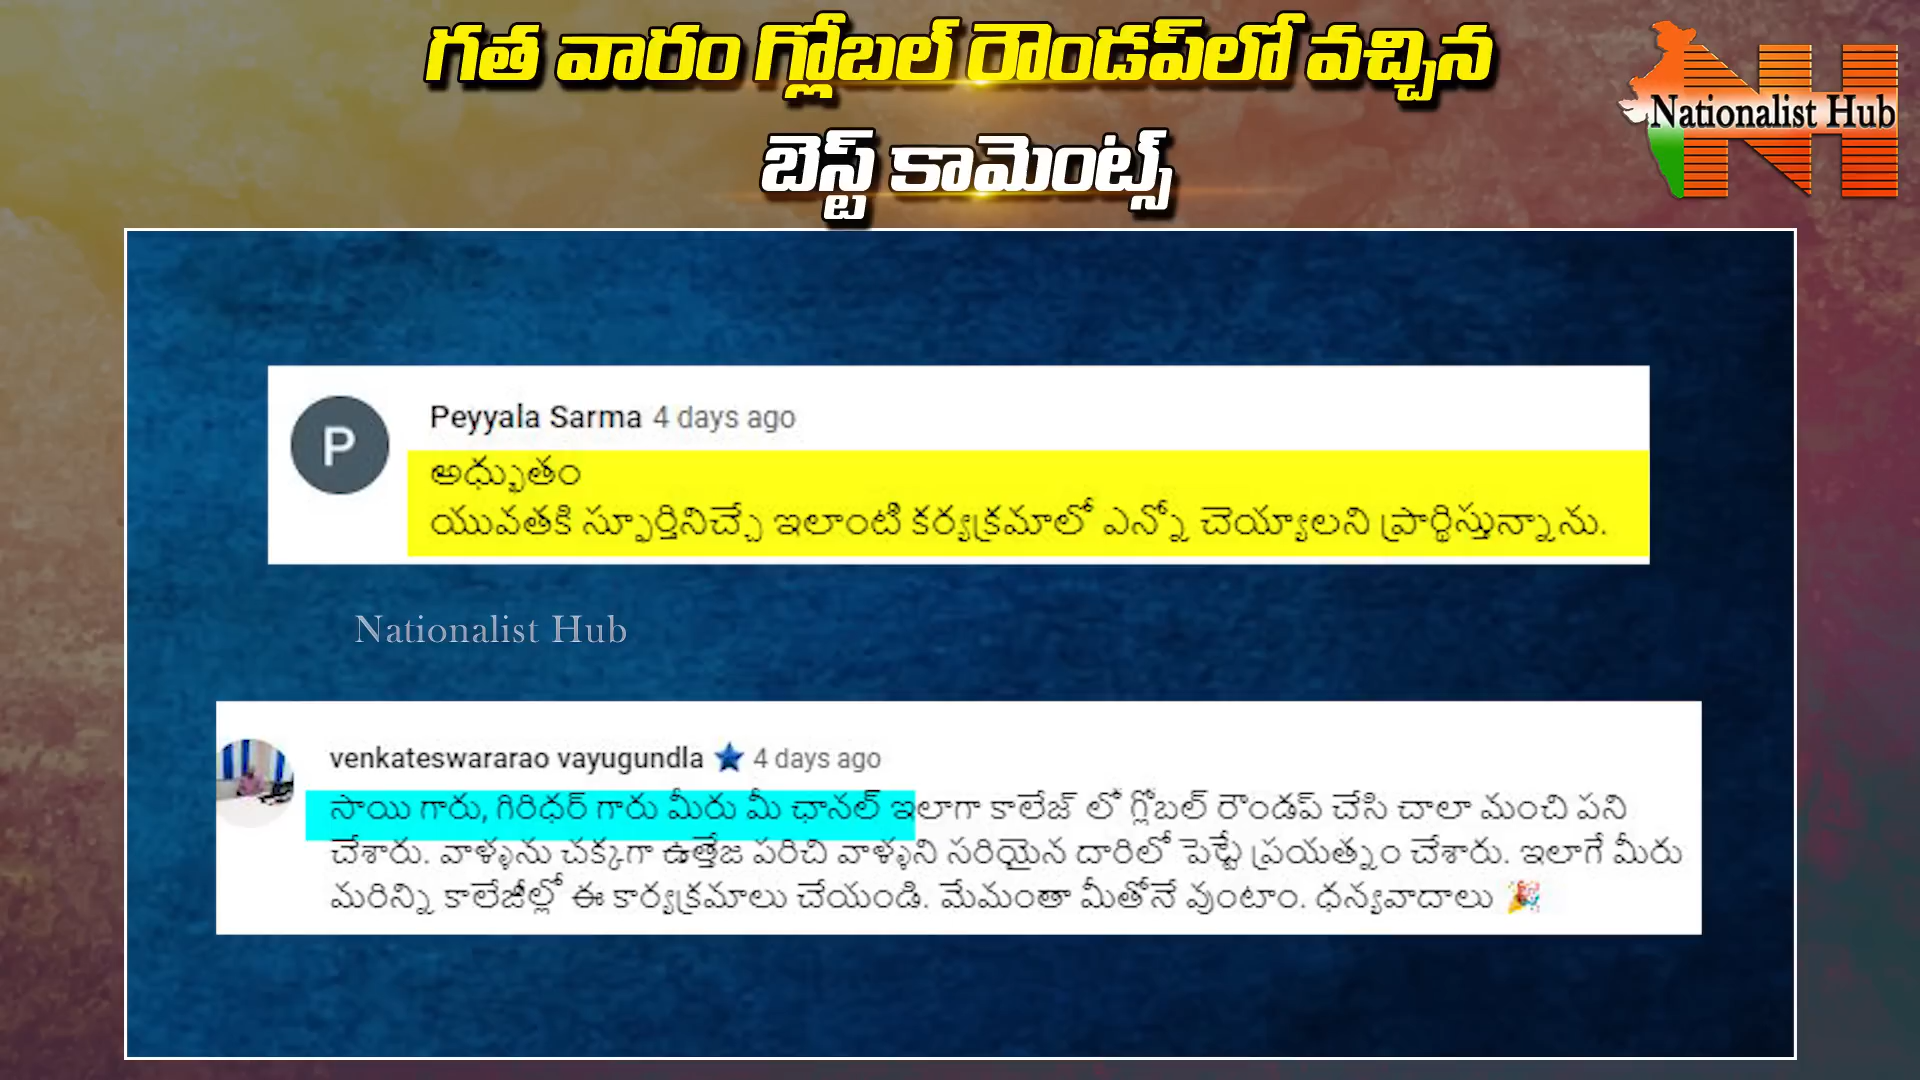 గత వారం గ్లోబల్ రౌండప్‌లో వచ్చిన
బెస్ట్ కామెంట్స్
Nationalist Hub
P
Peyyala Sarma 4 days ago
అధ్భుతం
యువతకి స్ఫూర్తినిచ్చే ఇలాంటి కర్యక్రమాలో ఎన్నో చెయ్యాలని ప్రార్థిస్తున్నాను.
Nationalist Hub
venkateswararao vayugundla 4 days ago
సాయి గారు, గిరిధర్ గారు మీరు మీ ఛానల్ ఇలాగా కాలేజ్ లో గ్లోబల్ రౌండప్ చేసి చాలా మంచి పని
చేశారు. వాళ్ళను చక్కగా ఉత్తేజ పరిచి వాళ్ళని సరియైన దారిలో పెట్టే ప్రయత్నం చేశారు. ఇలాగే మీరు
మరిన్ని కాలేజీల్లో ఈ కార్యక్రమాలు చేయండి. మేమంతా మీతోనే వుంటాం. ధన్యవాదాలు 🎉